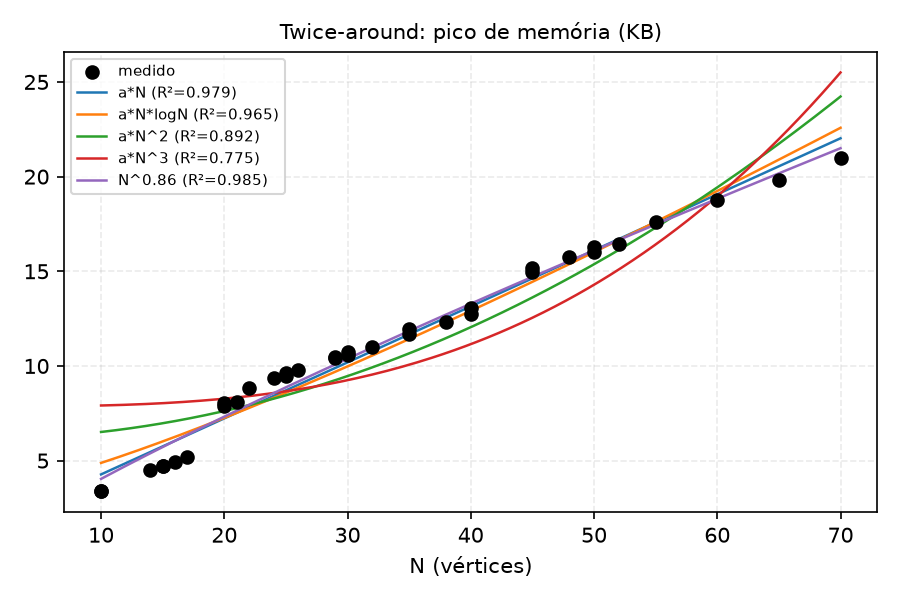 Twice-around: pico de memória (KB)
medido
a*N (R²=0.979)
a*N*logN (R²=0.965)
a*N^2 (R²=0.892)
a*N^3 (R²=0.775)
N^0.86 (R²=0.985)
25
20
15
10
5
10 20 30 40 50 60 70
N (vértices)